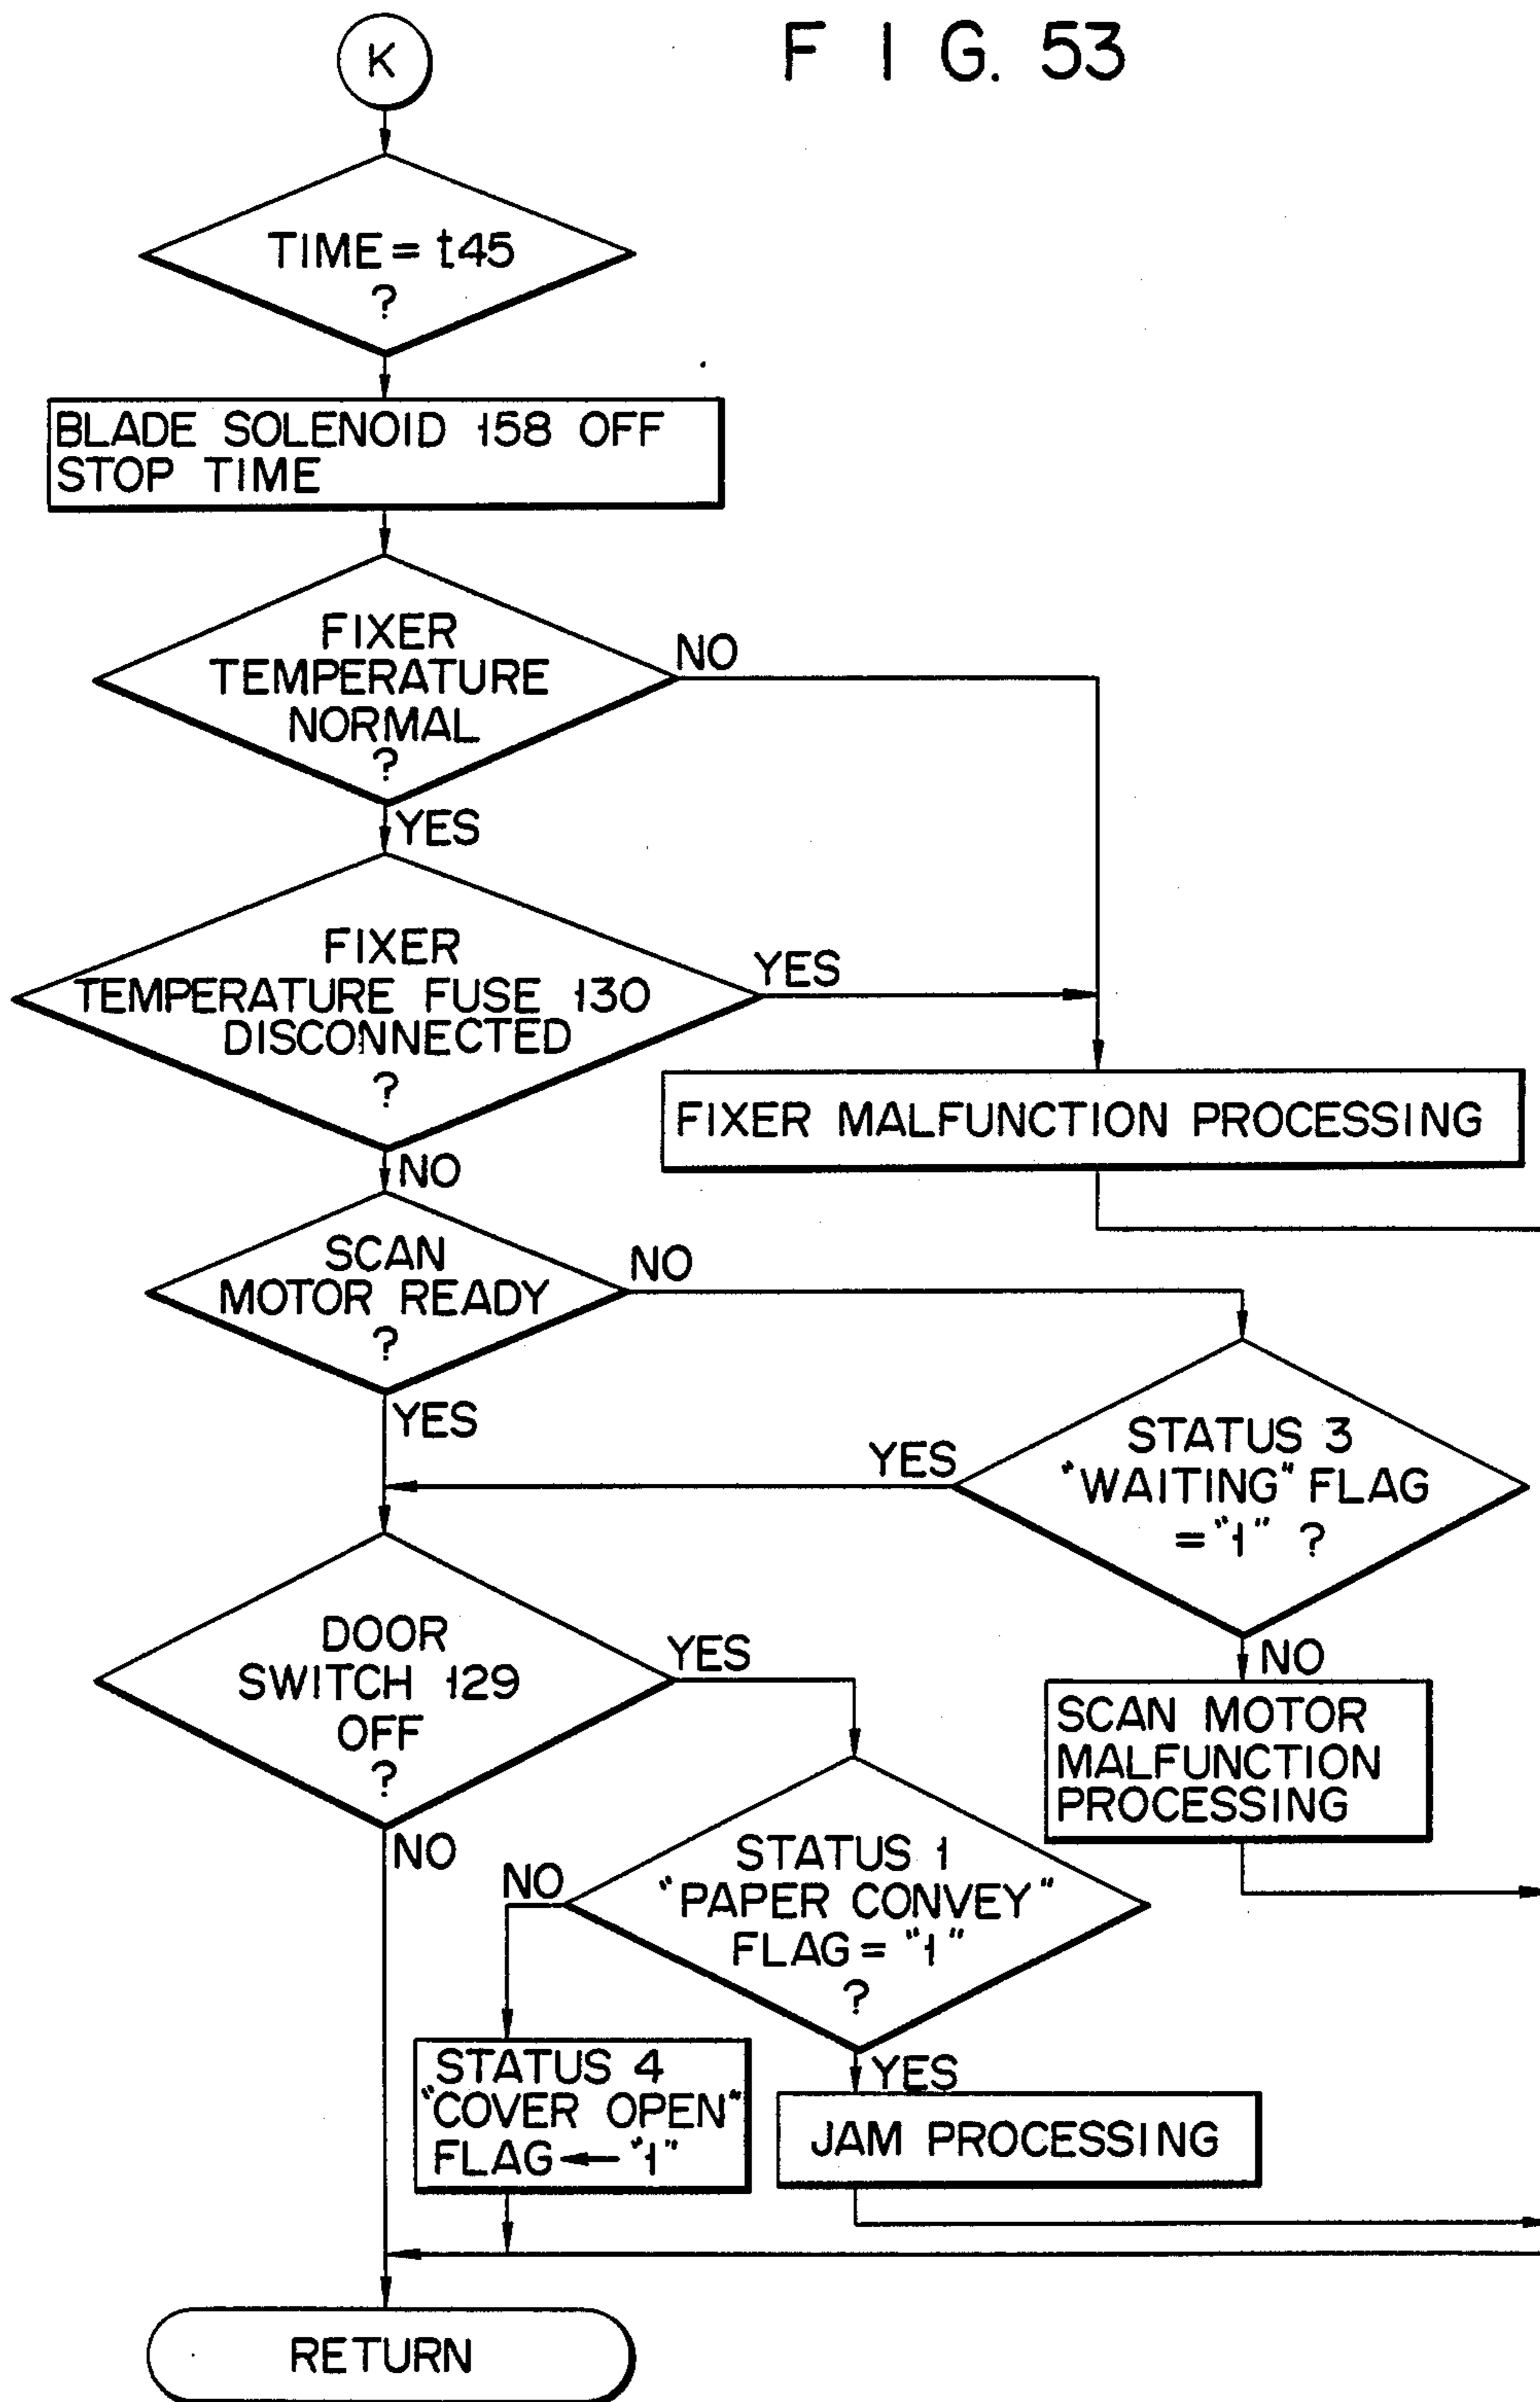 F I G. 53
K
TIME = t45
?
BLADE SOLENOID 158 OFF
STOP TIME
FIXER
TEMPERATURE
NORMAL
?
NO
YES
FIXER
TEMPERATURE FUSE 130
DISCONNECTED
?
YES
FIXER MALFUNCTION PROCESSING
NO
SCAN
MOTOR READY
?
NO
YES
STATUS 3
"WAITING" FLAG
= "1" ?
YES
NO
DOOR
SWITCH 129
OFF
?
YES
SCAN MOTOR
MALFUNCTION
PROCESSING
NO
STATUS 1
"PAPER CONVEY"
FLAG = "1"
?
NO
YES
STATUS 4
"COVER OPEN"
FLAG ← "1"
JAM PROCESSING
RETURN